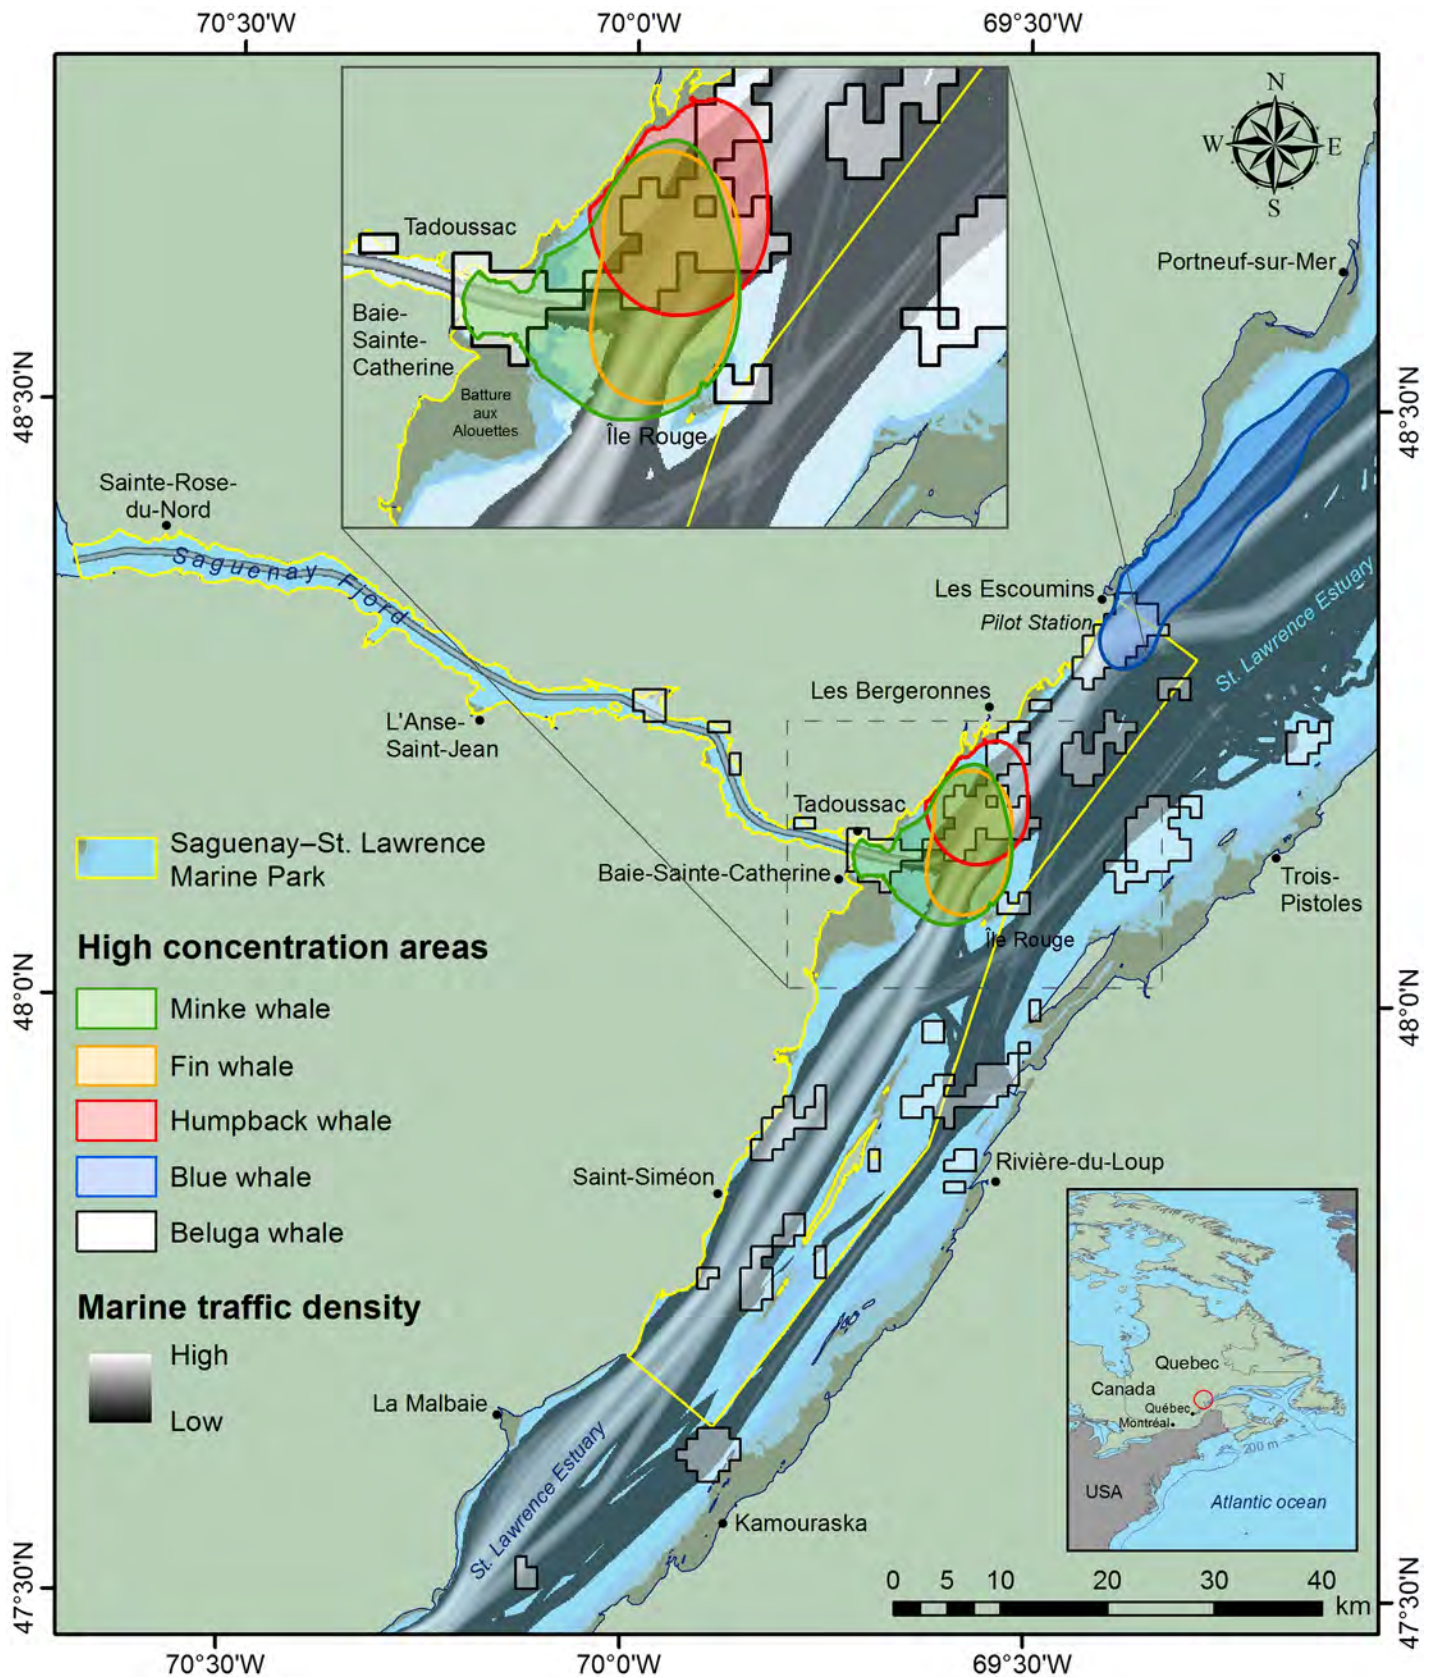 70°30'W
70°0'W
69°30'W
N
W
E
S
Tadoussac
Baie-
Sainte-
Catherine
Batture
aux
Alouettes
Île Rouge
Portneuf-sur-Mer
48°30'N
48°30'N
Sainte-Rose-
du-Nord
Saguenay Fjord
Les Escoumins
Pilot Station
St. Lawrence Estuary
L'Anse-
Saint-Jean
Les Bergeronnes
Tadoussac
Baie-Sainte-Catherine
Trois-
Pistoles
Île Rouge
Saguenay–St. Lawrence
Marine Park
High concentration areas
48°0'N
48°0'N
Minke whale
Fin whale
Humpback whale
Blue whale
Beluga whale
Saint-Siméon
Rivière-du-Loup
Marine traffic density
High
Low
La Malbaie
St. Lawrence Estuary
Kamouraska
Quebec
Canada
Québec
Montréal
200 m
USA
Atlantic ocean
0 5 10 20 30 40
km
47°30'N
47°30'N
70°30'W
70°0'W
69°30'W